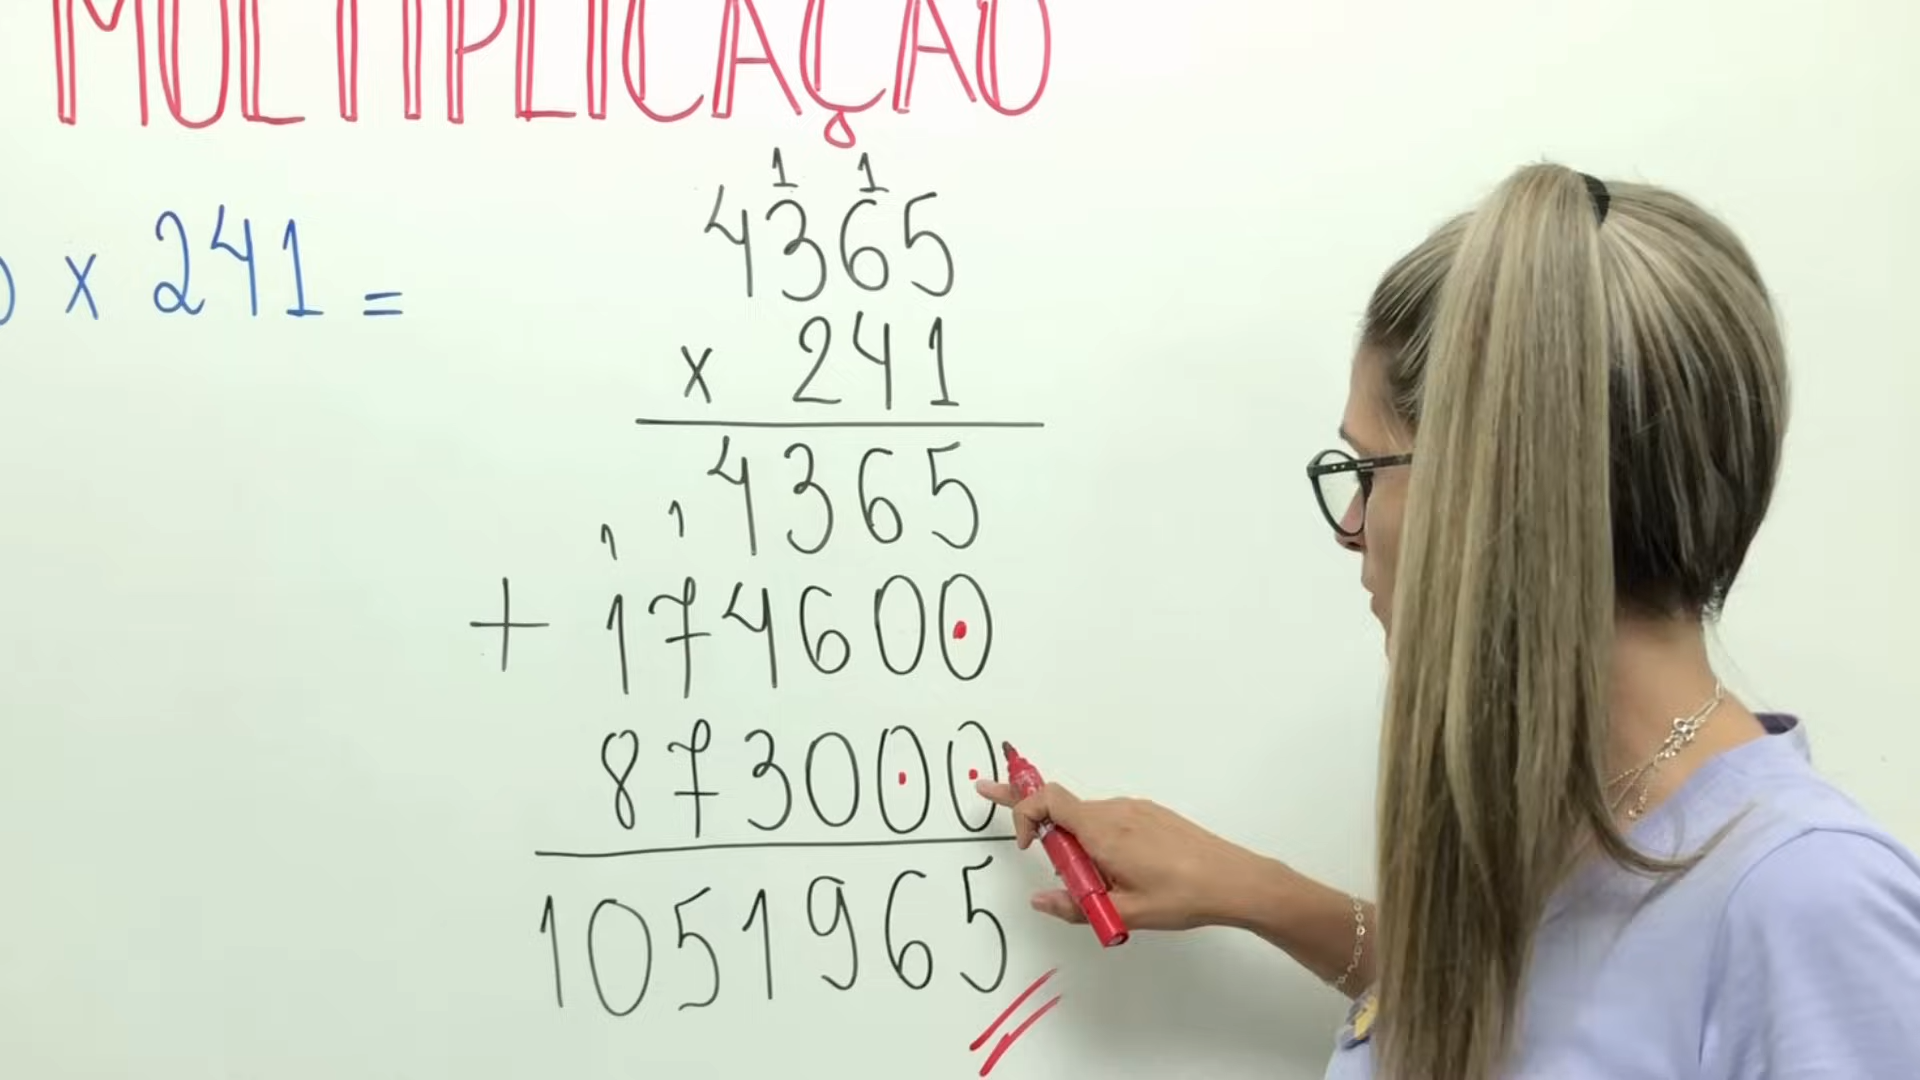 MULTIPLICAÇÃO
x 241 =
1 1
4365
x 241
4365
1 1
+ 174600
873000
1051965